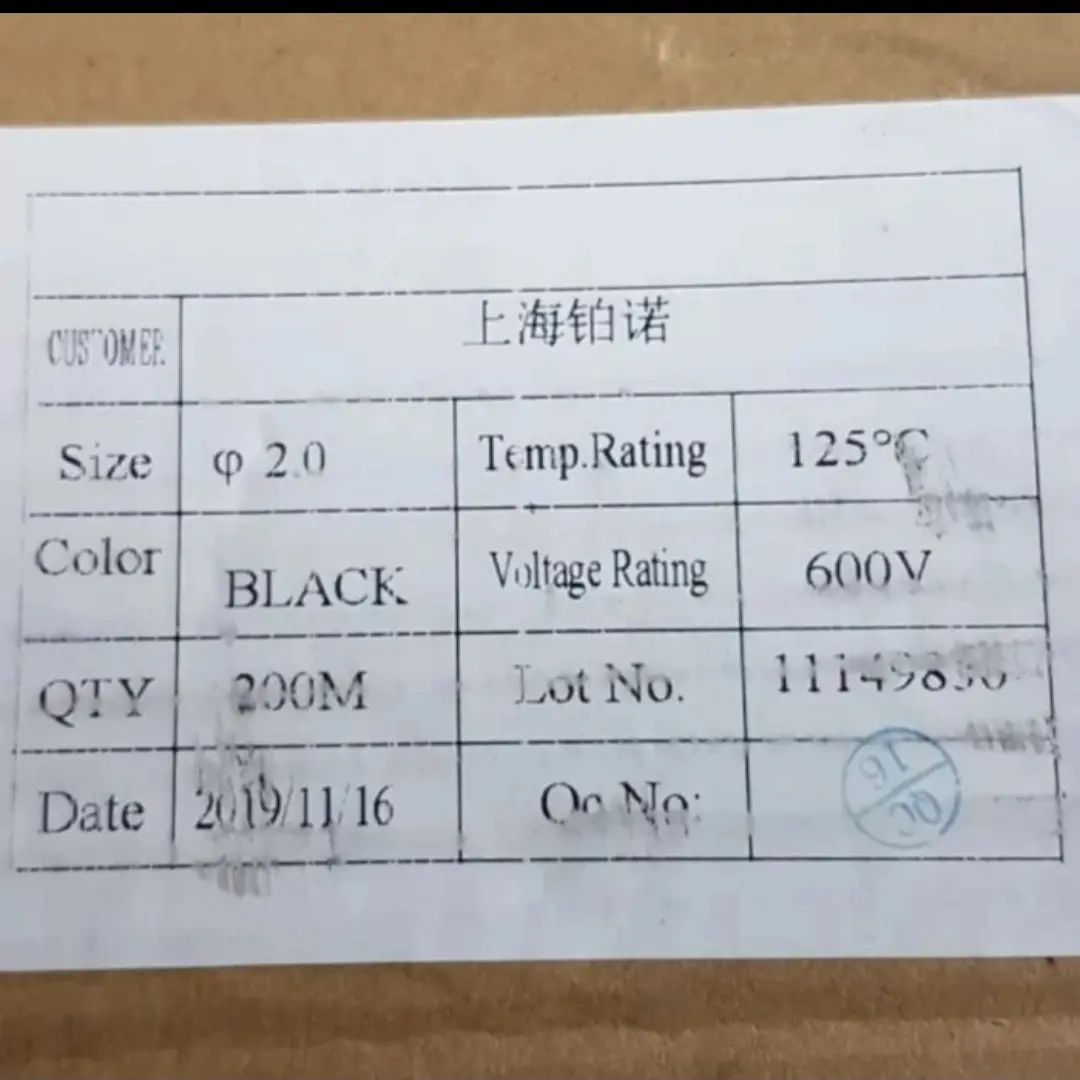 CUSTOMER 上海铂诺
Size φ 2.0 Temp.Rating 125°C
Color BLACK Voltage Rating 600V
QTY 200M Lot No.
Date 2019/11/16 No:
16
QC